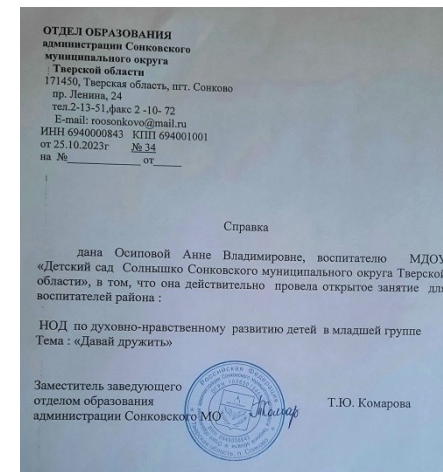 ОТДЕЛ ОБРАЗОВАНИЯ
администрации Сонковского
муниципального округа
Тверской области
171450, Тверская область, пгт. Сонково
пр. Ленина, 24
тел.2-13-51,факс 2 -10- 72
E-mail: roosonkovo@mail.ru
ИНН 6940000843 КПП 694001001
от 25.10.2023г № 34
на №____________ от_____
Справка
дана Осиповой Анне Владимировне, воспитателю МДОУ
«Детский сад Солнышко Сонковского муниципального округа Тверской
области», в том, что она действительно провела открытое занятие для
воспитателей района :
НОД по духовно-нравственному развитию детей в младшей группе
Тема : «Давай дружить»
Заместитель заведующего
отделом образования
администрации Сонковского МО
Т.Ю. Комарова
Российская Федерация